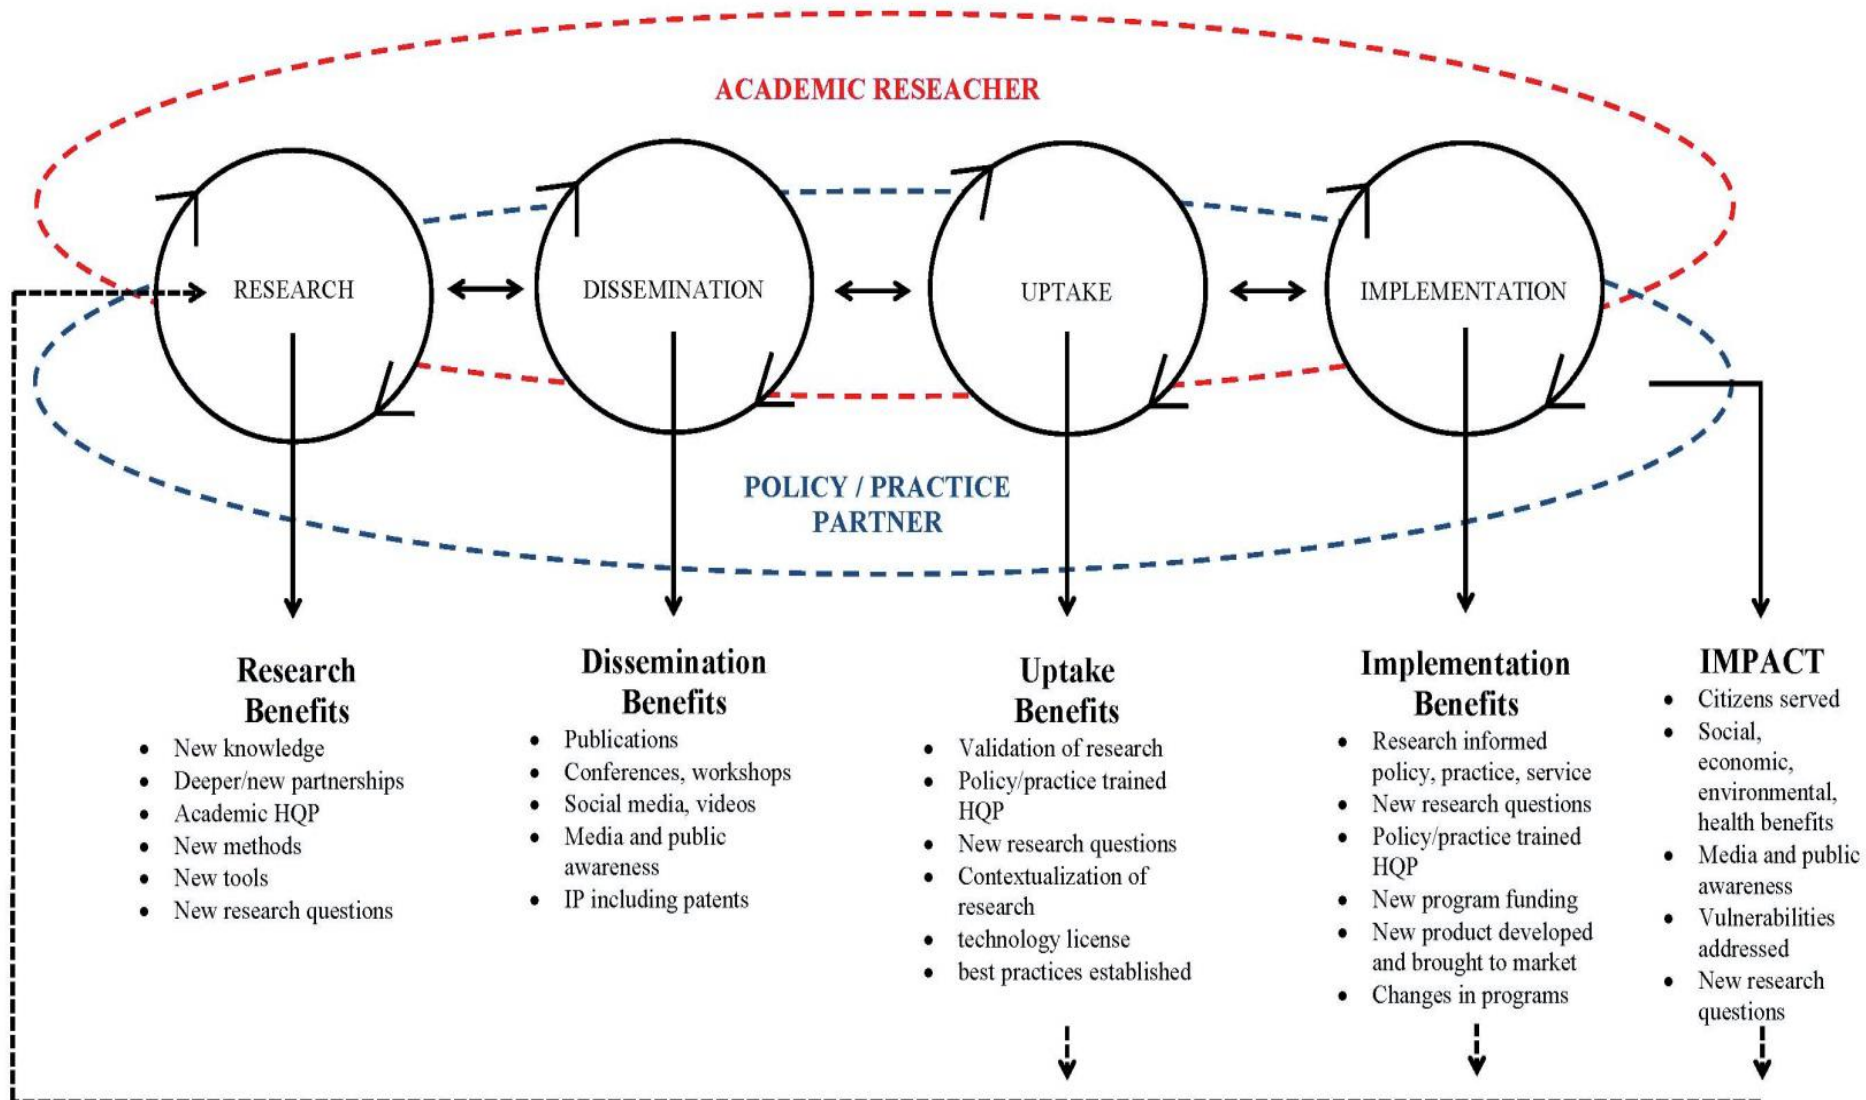 ACADEMIC RESEACHER
RESEARCH
DISSEMINATION
UPTAKE
IMPLEMENTATION
POLICY / PRACTICE
PARTNER
Research
Benefits
• New knowledge
• Deeper/new partnerships
• Academic HQP
• New methods
• New tools
• New research questions
Dissemination
Benefits
• Publications
• Conferences, workshops
• Social media, videos
• Media and public
awareness
• IP including patents
Uptake
Benefits
• Validation of research
• Policy/practice trained
HQP
• New research questions
• Contextualization of
research
• technology license
• best practices established
Implementation
Benefits
• Research informed
policy, practice, service
• New research questions
• Policy/practice trained
HQP
• New program funding
• New product developed
and brought to market
• Changes in programs
IMPACT
• Citizens served
• Social,
economic,
environmental,
health benefits
• Media and public
awareness
• Vulnerabilities
addressed
• New research
questions